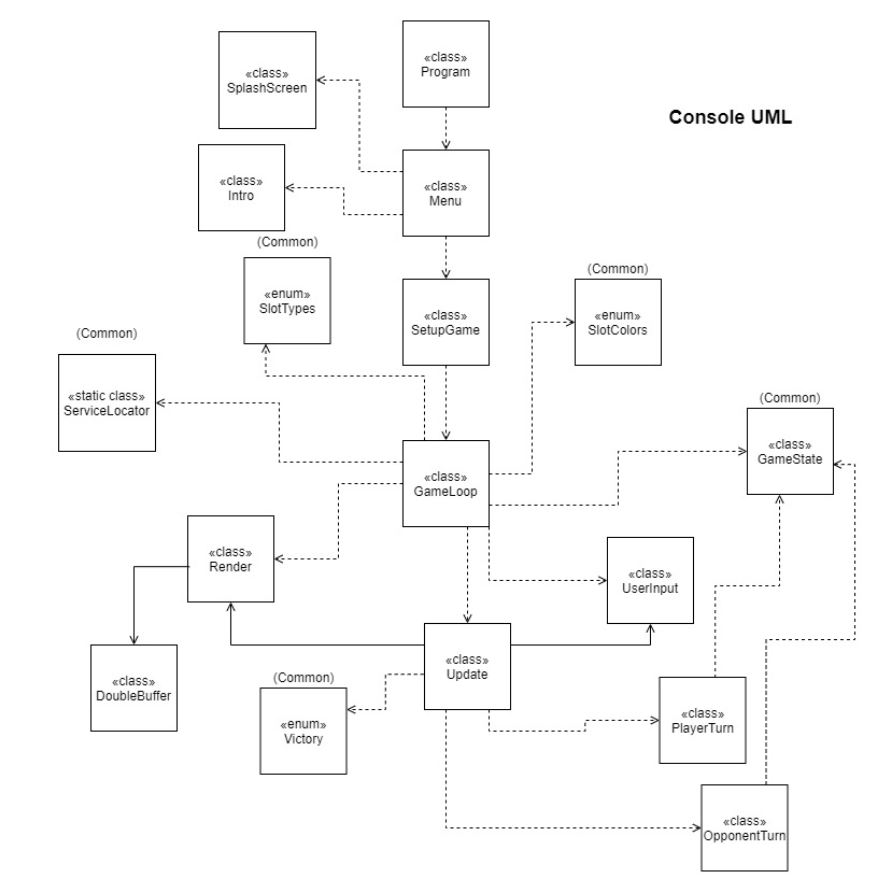 «class»
Program
«class»
SplashScreen
Console UML
«class»
Menu
«class»
Intro
(Common)
«enum»
SlotTypes
(Common)
«enum»
SlotColors
«class»
SetupGame
(Common)
«static class»
ServiceLocator
(Common)
«class»
GameState
«class»
GameLoop
«class»
Render
«class»
UserInput
«class»
Update
«class»
DoubleBuffer
(Common)
«enum»
Victory
«class»
PlayerTurn
«class»
OpponentTurn